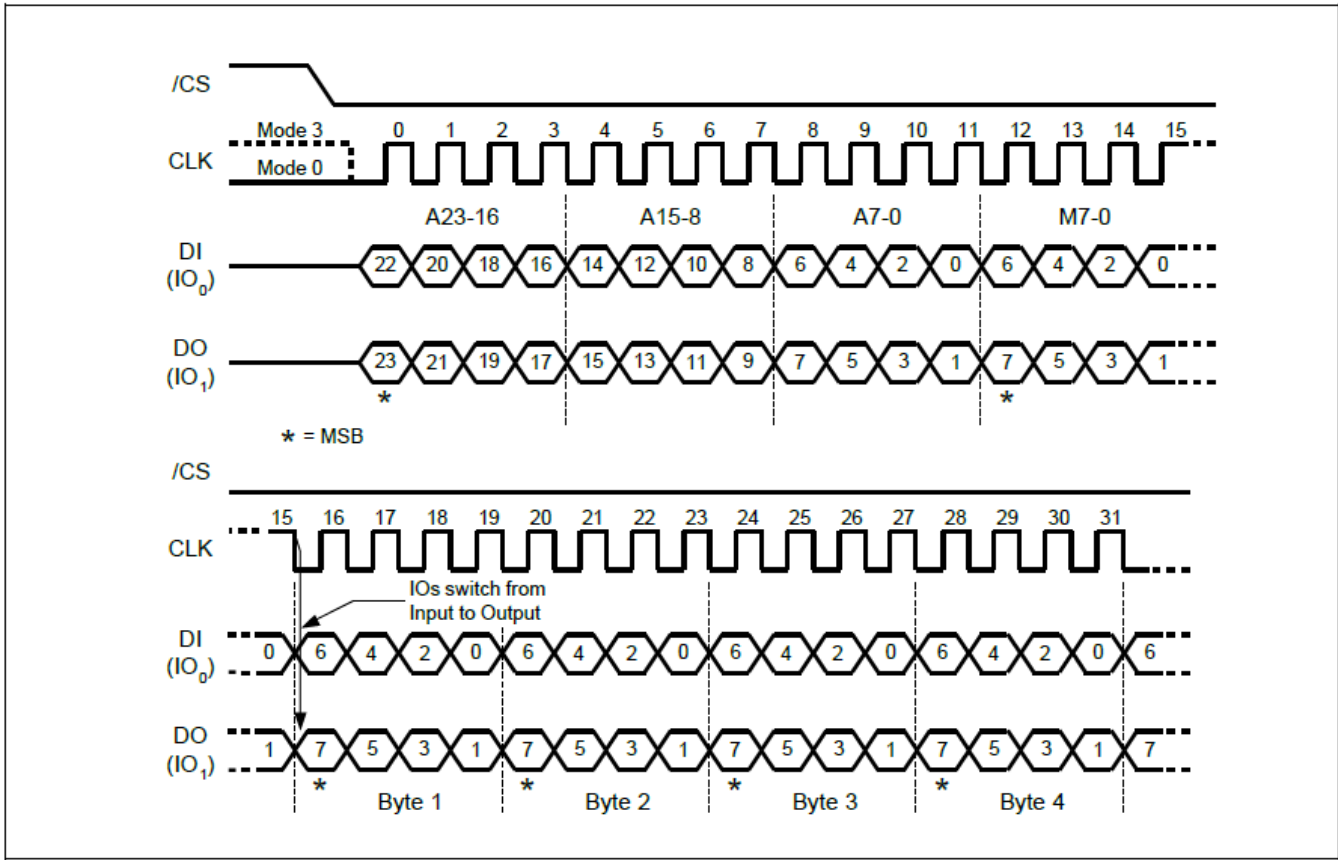 /CS
Mode 3 0 1 2 3 4 5 6 7 8 9 10 11 12 13 14 15
CLK
Mode 0
A23-16 A15-8 A7-0 M7-0
DI
(IO0)
22 20 18 16 14 12 10 8 6 4 2 0 6 4 2 0
DO
(IO1)
23 21 19 17 15 13 11 9 7 5 3 1 7 5 3 1
* *
* = MSB
/CS
15 16 17 18 19 20 21 22 23 24 25 26 27 28 29 30 31
CLK
IOs switch from
Input to Output
DI
(IO0)
0 6 4 2 0 6 4 2 0 6 4 2 0 6 4 2 0 6
DO
(IO1)
1 7 5 3 1 7 5 3 1 7 5 3 1 7 5 3 1 7
* * * *
Byte 1 Byte 2 Byte 3 Byte 4